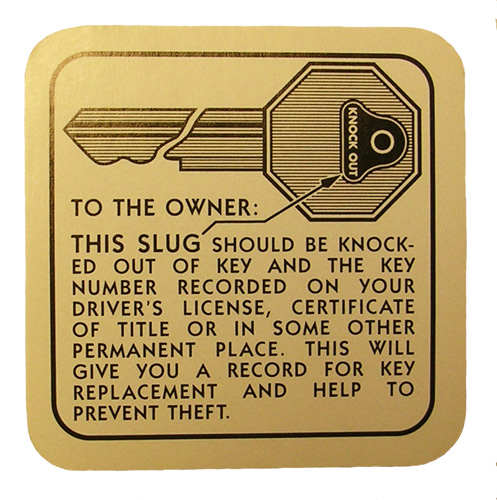 KNOCK OUT
TO THE OWNER:
THIS SLUG SHOULD BE KNOCK-
ED OUT OF KEY AND THE KEY
NUMBER RECORDED ON YOUR
DRIVER'S LICENSE, CERTIFICATE
OF TITLE OR IN SOME OTHER
PERMANENT PLACE. THIS WILL
GIVE YOU A RECORD FOR KEY
REPLACEMENT AND HELP TO
PREVENT THEFT.